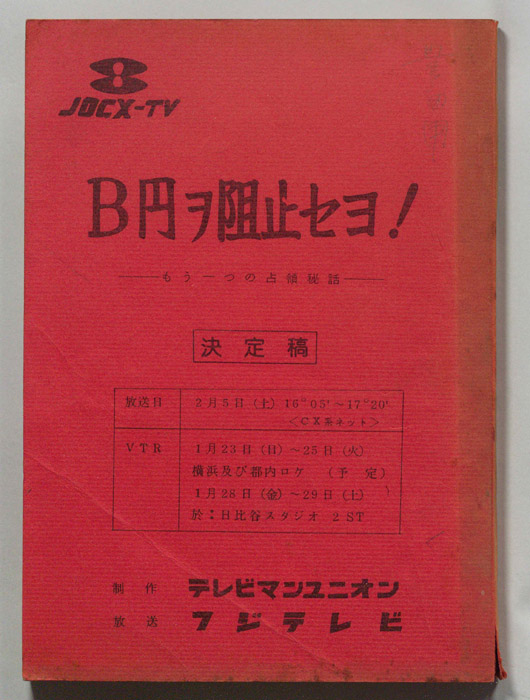 8
JOCX-TV
B円ヲ阻止セヨ!
――もう一つの占領秘話――
決定稿
放送日 2月5日(土)16°05'~17°20'
<CX系ネット>
VTR 1月23日(日)~25日(火)
横浜及び都内ロケ (予 定)
1月28日(金)~29日(土)
於:日比谷スタジオ 2 ST
制作 テレビマンユニオン
放送 フジテレビ